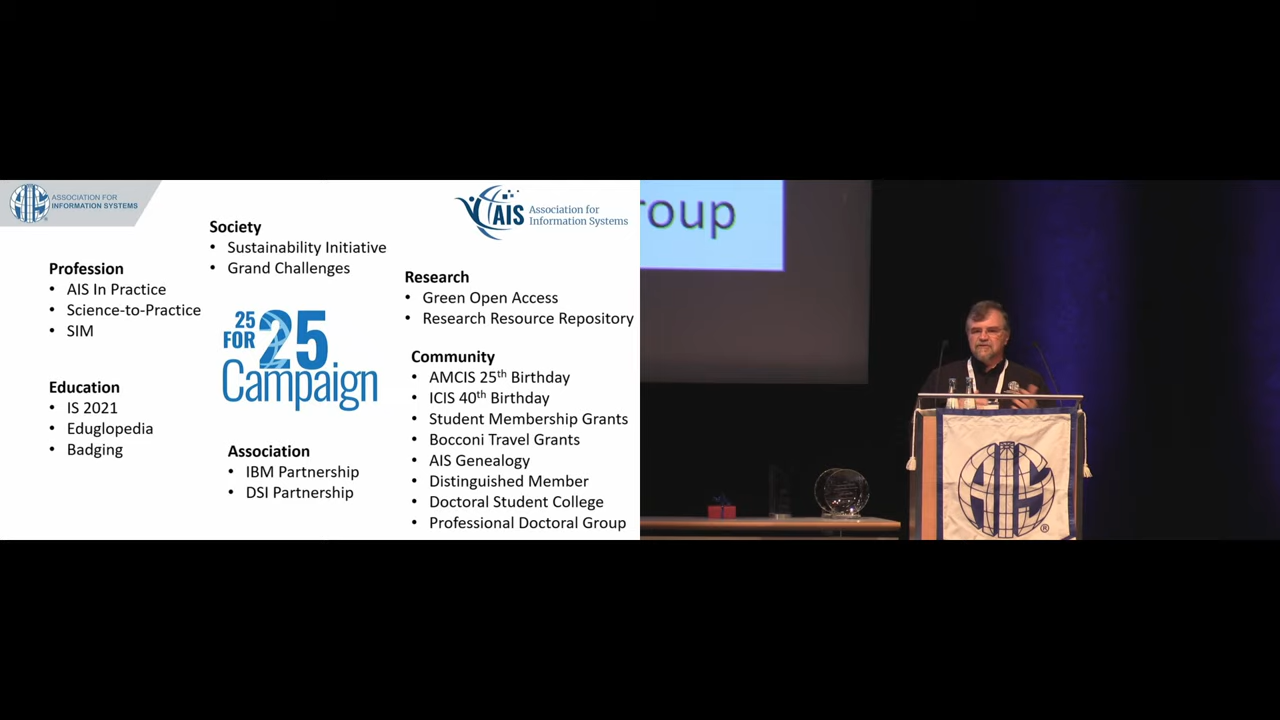 AIS
ASSOCIATION FOR
INFORMATION SYSTEMS
AIS
Association for
Information Systems
Society
• Sustainability Initiative
• Grand Challenges
Profession
• AIS In Practice
• Science-to-Practice
• SIM
Research
• Green Open Access
• Research Resource Repository
25
FOR 25
Campaign
Community
• AMCIS 25th Birthday
• ICIS 40th Birthday
• Student Membership Grants
• Bocconi Travel Grants
• AIS Genealogy
• Distinguished Member
• Doctoral Student College
• Professional Doctoral Group
Education
• IS 2021
• Eduglopedia
• Badging
Association
• IBM Partnership
• DSI Partnership
roup
AIS
®